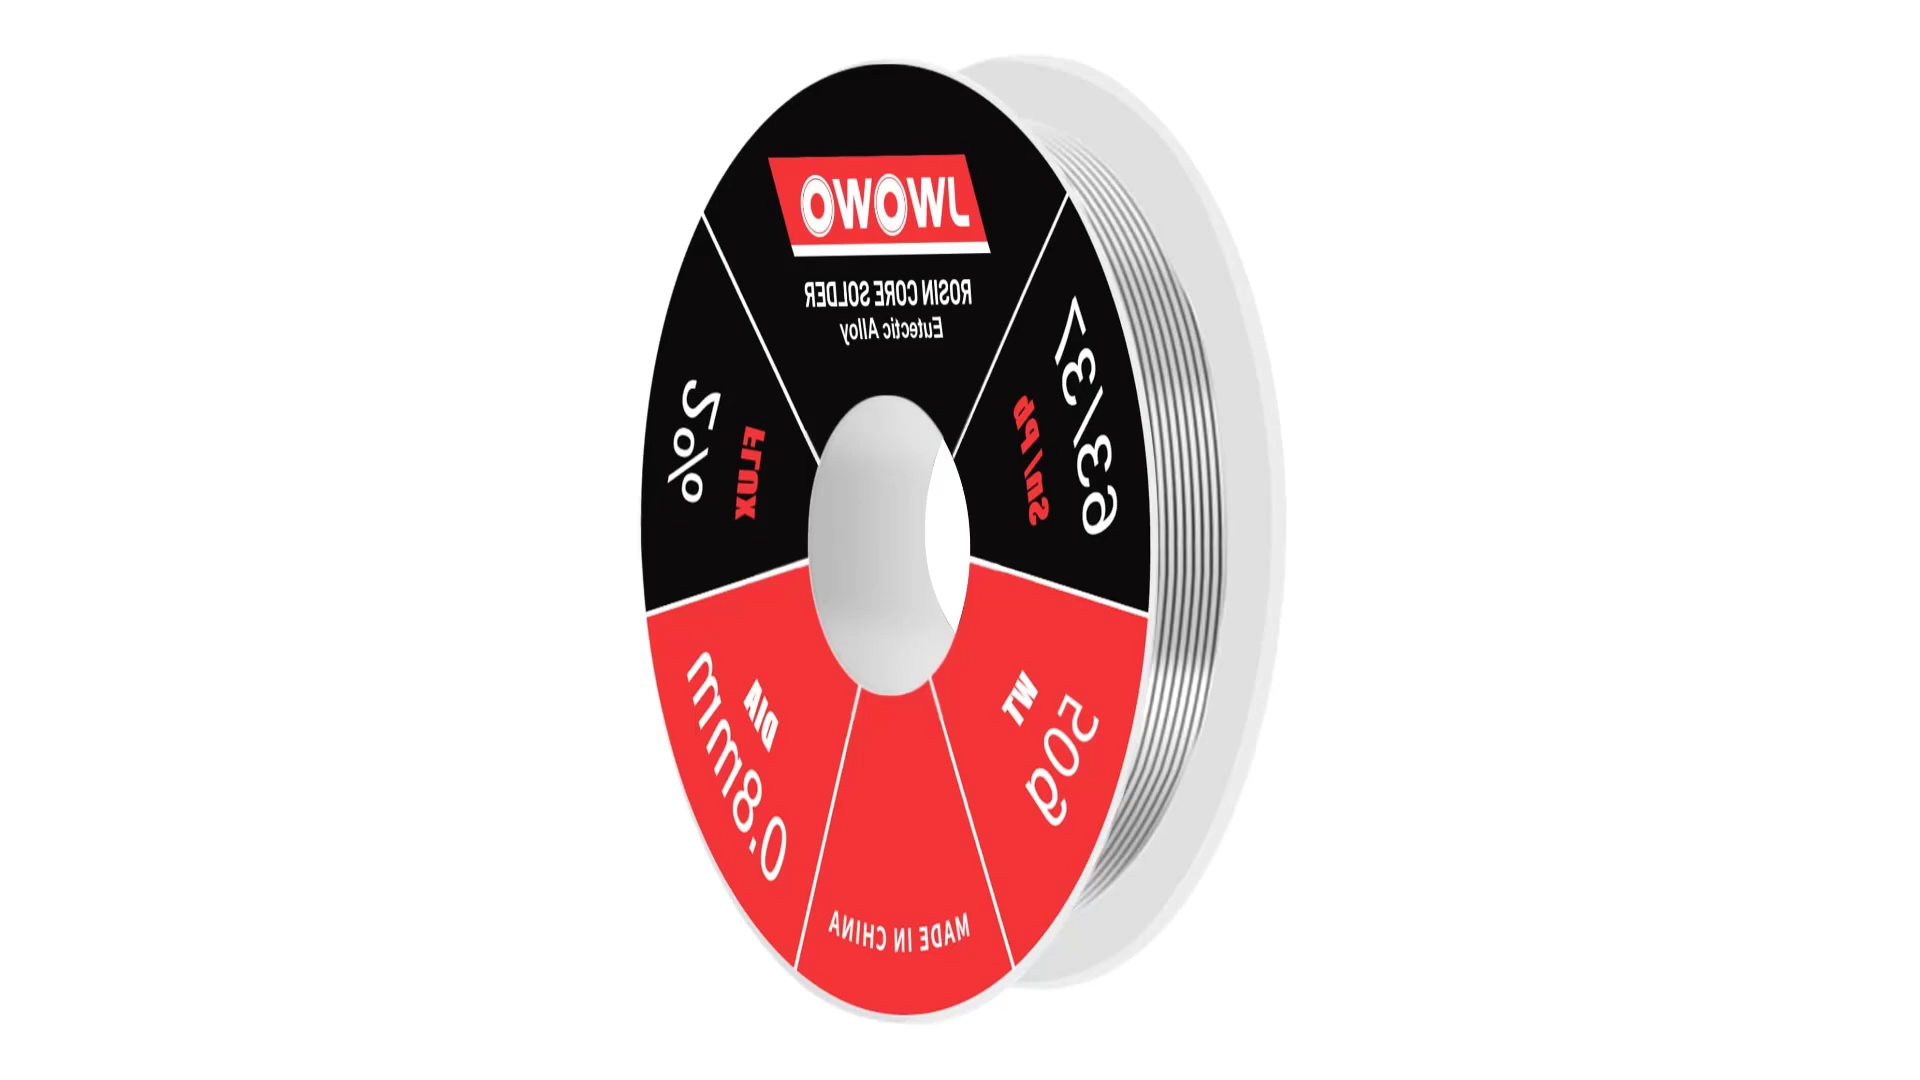 JWOWO
ROSIN CORE SOLDER
Eutectic Alloy
63/37
Sn/Pb
2%
FLUX
DIA
0.8mm
WT
50g
MADE IN CHINA